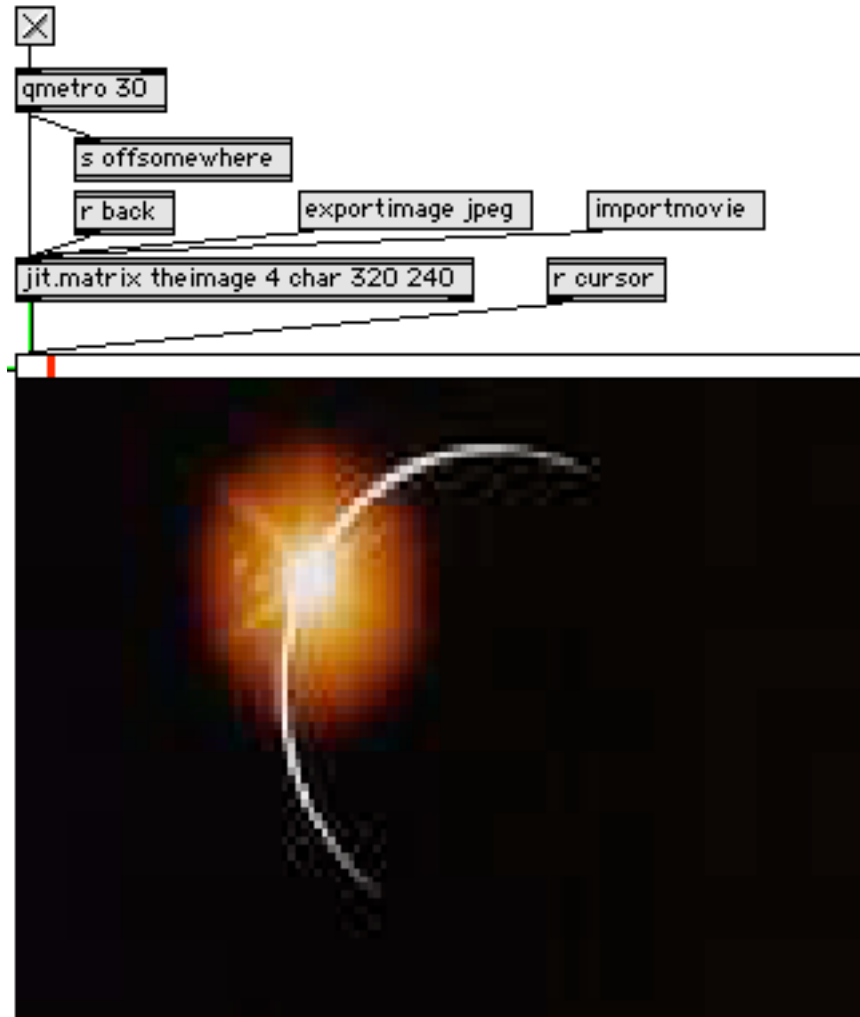 qmetro 30
s offsomewhere
r back
exportimage jpeg
importmovie
jit.matrix theimage 4 char 320 240
r cursor